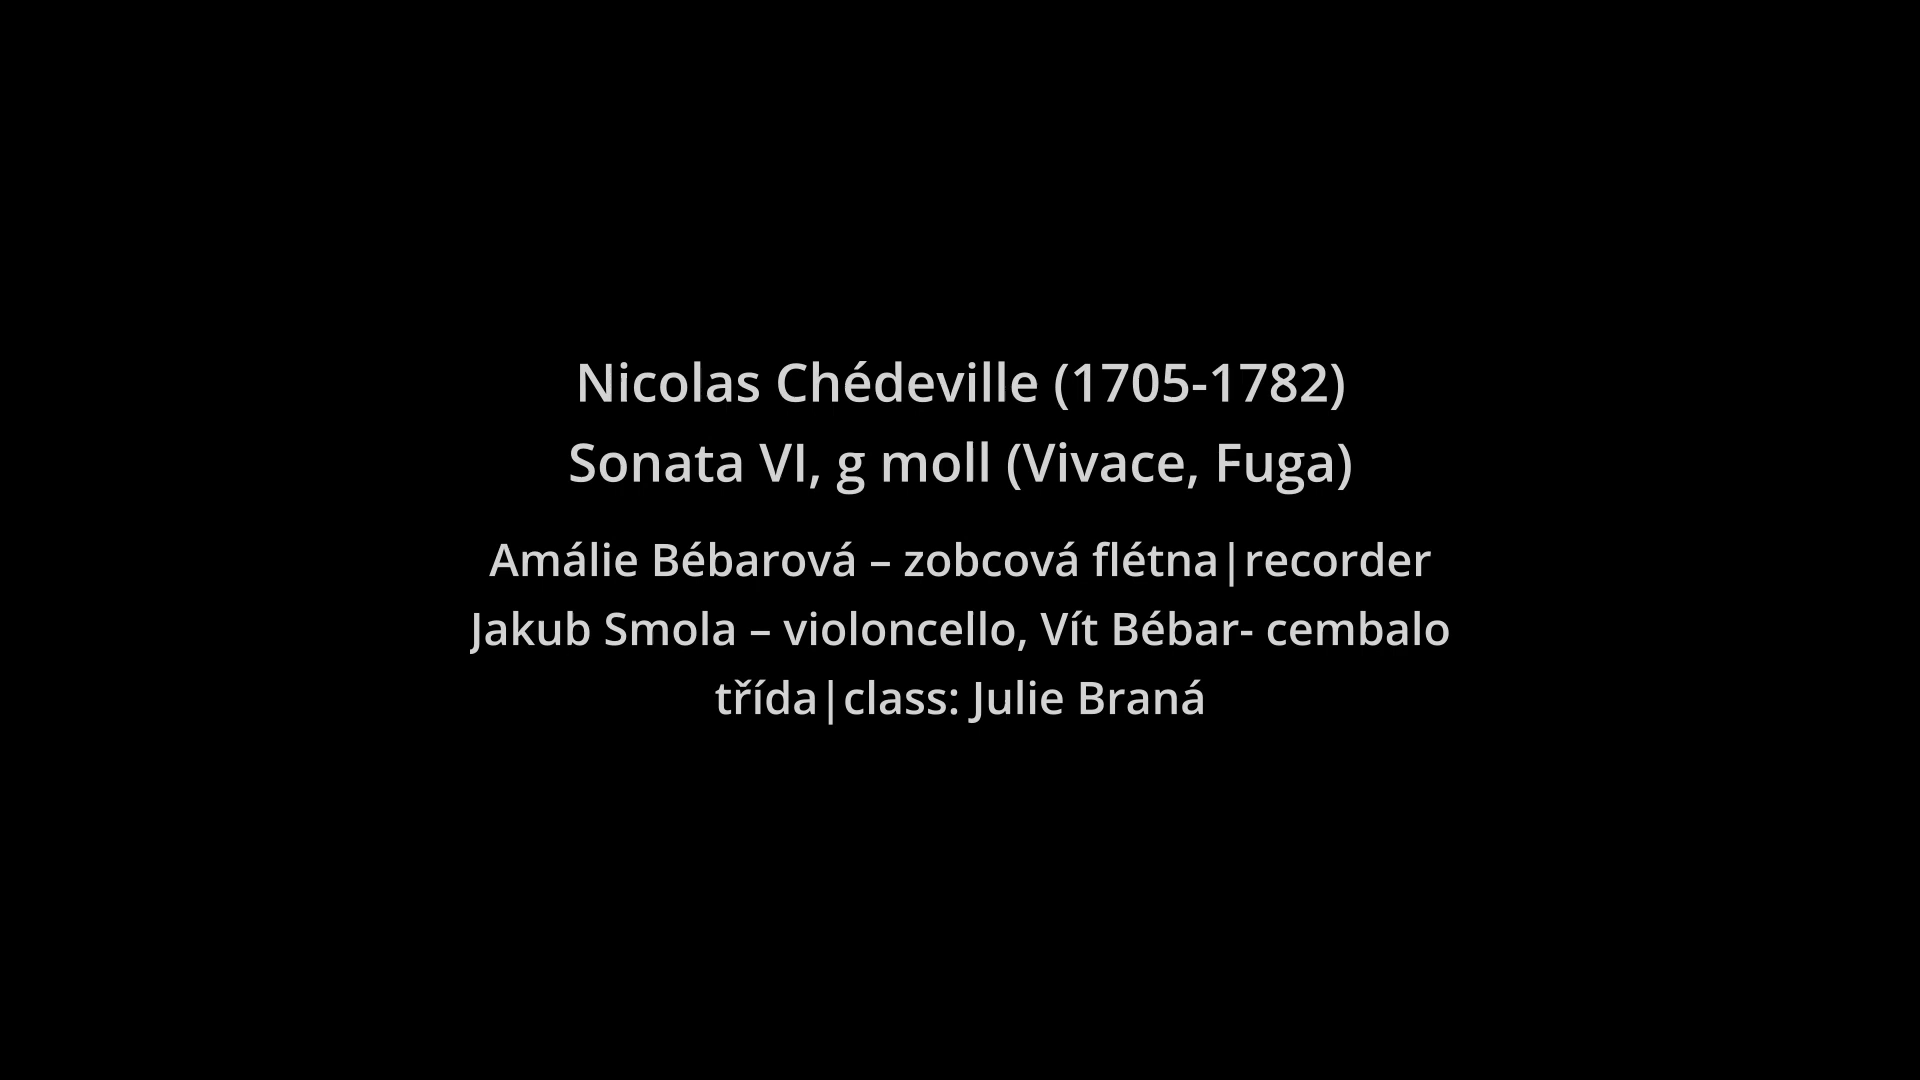 Nicolas Chédeville (1705-1782)
Sonata VI, g moll (Vivace, Fuga)
Amálie Bébarová – zobcová flétna|recorder
Jakub Smola – violoncello, Vít Bébar- cembalo
třída|class: Julie Braná